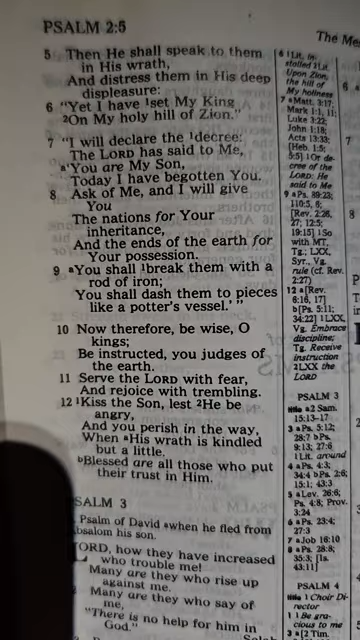 PSALM 2:5
5 Then He shall speak to them
in His wrath,
And distress them in His deep
displeasure:
6 "Yet I have ¹set My King
²On My holy hill of Zion."
7 "I will declare the ¹decree:
The LORD has said to Me,
ᵃ'You are My Son,
Today I have begotten You.
8 Ask of Me, and I will give
You
The nations for Your
inheritance,
And the ends of the earth for
Your possession.
9 ᵃYou shall ¹break them with a
rod of iron;
You shall dash them to pieces
like a potter's vessel.'"
10 Now therefore, be wise, O
kings;
Be instructed, you judges of
the earth.
11 Serve the LORD with fear,
And rejoice with trembling.
12 ¹Kiss the Son, lest ²He be
angry,
And you perish in the way,
When ᵃHis wrath is kindled
but a little.
ᵇBlessed are all those who put
their trust in Him.
SALM 3
Psalm of David ᵃwhen he fled from
bsalom his son.
LORD, how they have increased
who trouble me!
Many are they who rise up
against me.
2 Many are they who say of
me,
"There is no help for him in
God."
The Me
6 ¹Lit. in-
stalled ²Lit.
Upon Zion,
the hill of
My holiness
7 ᵃMatt. 3:17;
Mark 1:1, 11;
Luke 3:22;
John 1:18;
Acts 13:33;
[Heb. 1:5;
5:5] ¹Or de-
cree of the
LORD: He
said to Me
9 ᵃPs. 89:23;
110:5, 6;
[Rev. 2:26,
27; 12:5;
19:15] ¹So
with MT,
Tg.; LXX,
Syr., Vg.
rule (cf. Rev.
2:27)
12 ᵃ[Rev.
6:16, 17]
ᵇ[Ps. 5:11;
34:22] ¹LXX,
Vg. Embrace
discipline;
Tg. Receive
instruction
²LXX the
LORD
PSALM 3
title ᵃ2 Sam.
15:13-17
3 ᵃPs. 5:12;
28:7 ᵇPs.
9:13; 27:6
¹Lit. around
4 ᵃPs. 4:3;
34:4 ᵇPs. 2:6;
15:1; 43:3
5 ᵃLev. 26:6;
Ps. 4:8; Prov.
3:24
6 ᵃPs. 23:4;
27:3
7 ᵃJob 16:10
8 ᵃPs. 28:8;
35:3; [Is.
43:11]
PSALM 4
title ¹Choir Di-
rector
1 ¹Be gra-
cious to me